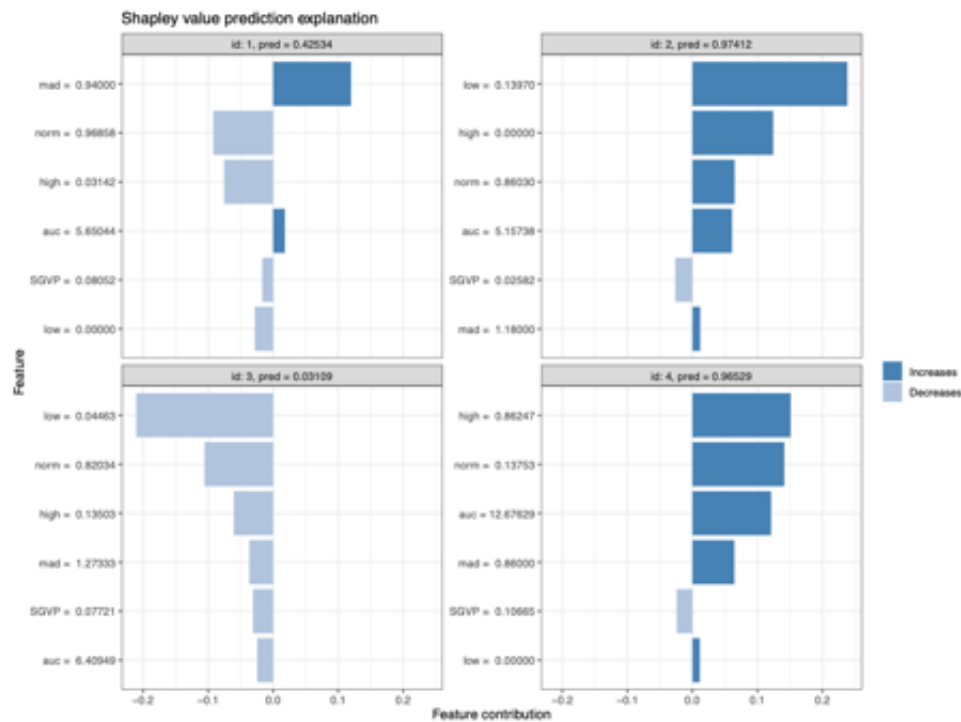 Shapley value prediction explanation
id: 1, pred = 0.42534
mad = 0.94000
norm = 0.96858
high = 0.03142
auc = 5.65044
SGVP = 0.08052
low = 0.00000
id: 2, pred = 0.97412
low = 0.13970
high = 0.00000
norm = 0.86030
auc = 5.15738
SGVP = 0.02582
mad = 1.18000
Feature
id: 3, pred = 0.03109
low = 0.04463
norm = 0.82034
high = 0.13503
mad = 1.27333
SGVP = 0.07721
auc = 6.40949
id: 4, pred = 0.96529
high = 0.86247
norm = 0.13753
auc = 12.67629
mad = 0.86000
SGVP = 0.10665
low = 0.00000
Increases
Decreases
−0.2 −0.1 0.0 0.1 0.2
−0.2 −0.1 0.0 0.1 0.2
Feature contribution